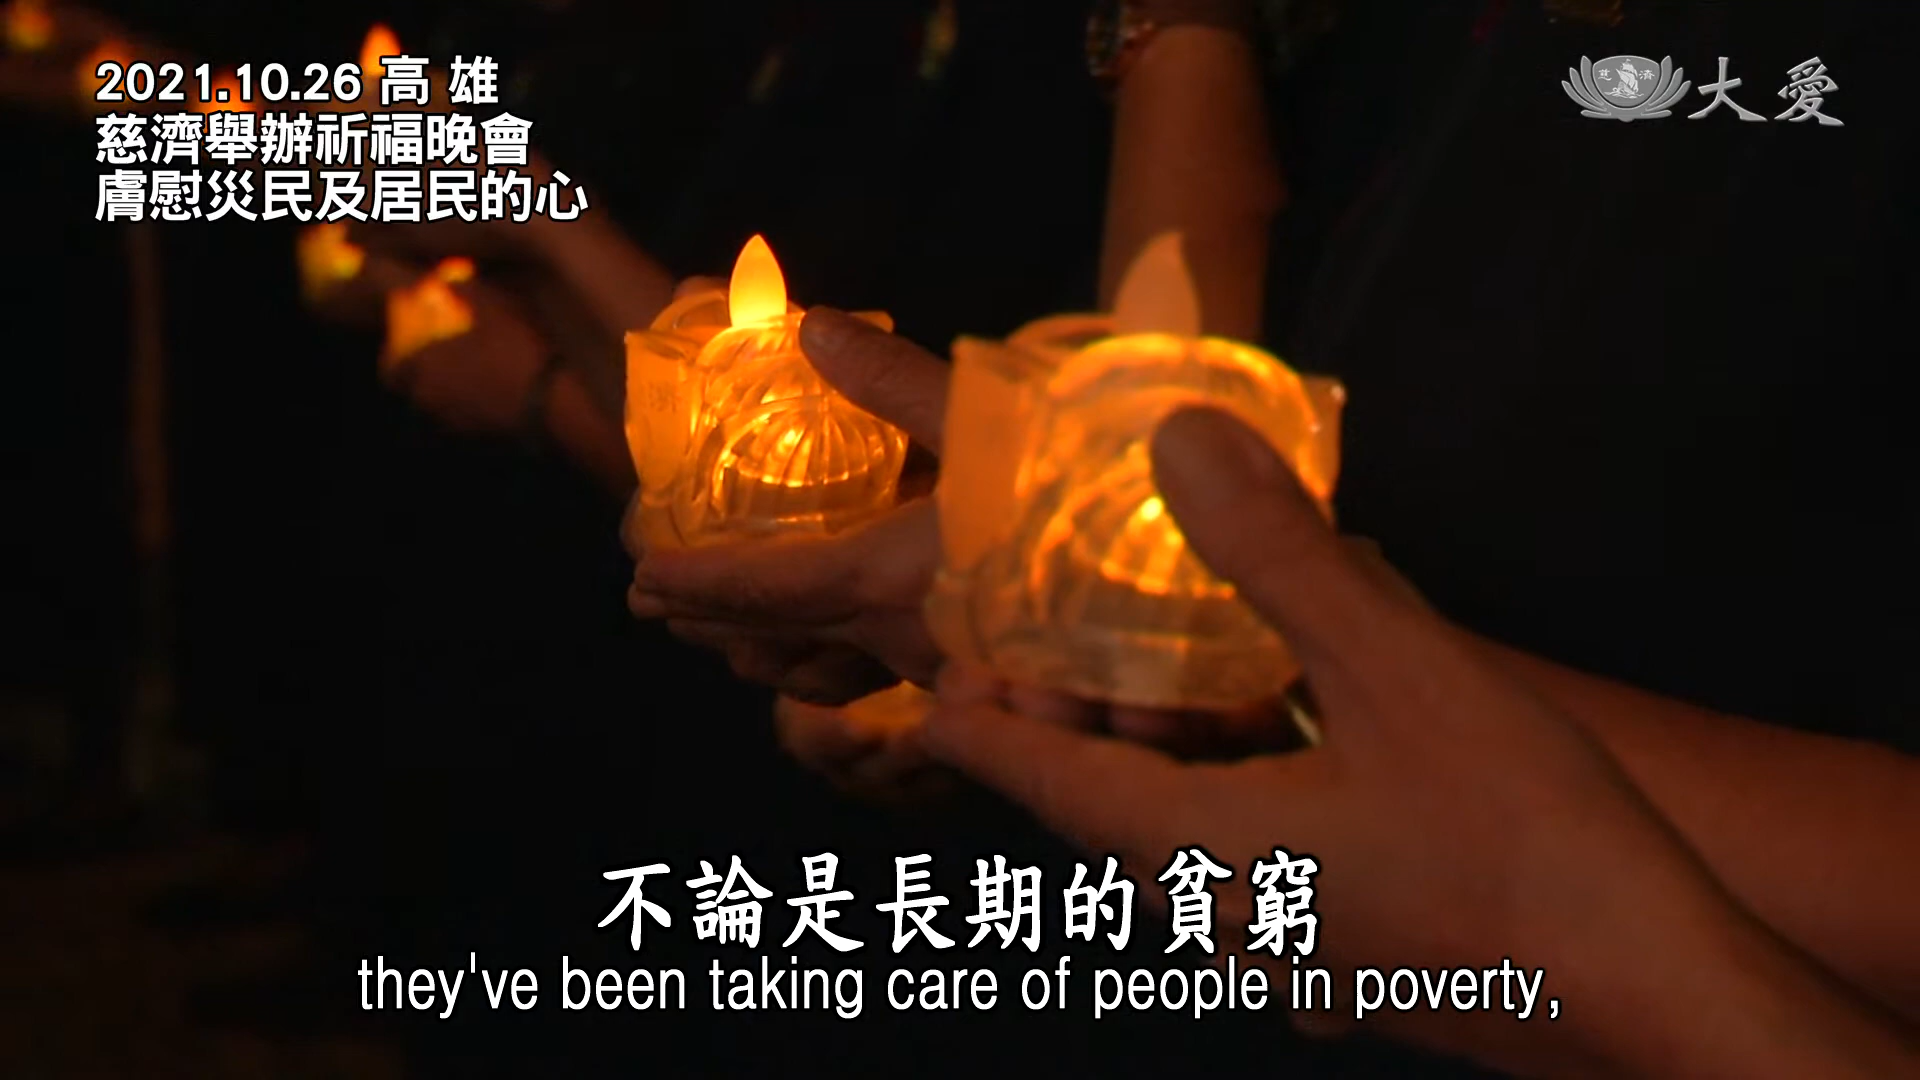 2021.10.26 高雄
慈濟舉辦祈福晚會
膚慰災民及居民的心
慈濟
大愛
不論是長期的貧窮
they've been taking care of people in poverty,